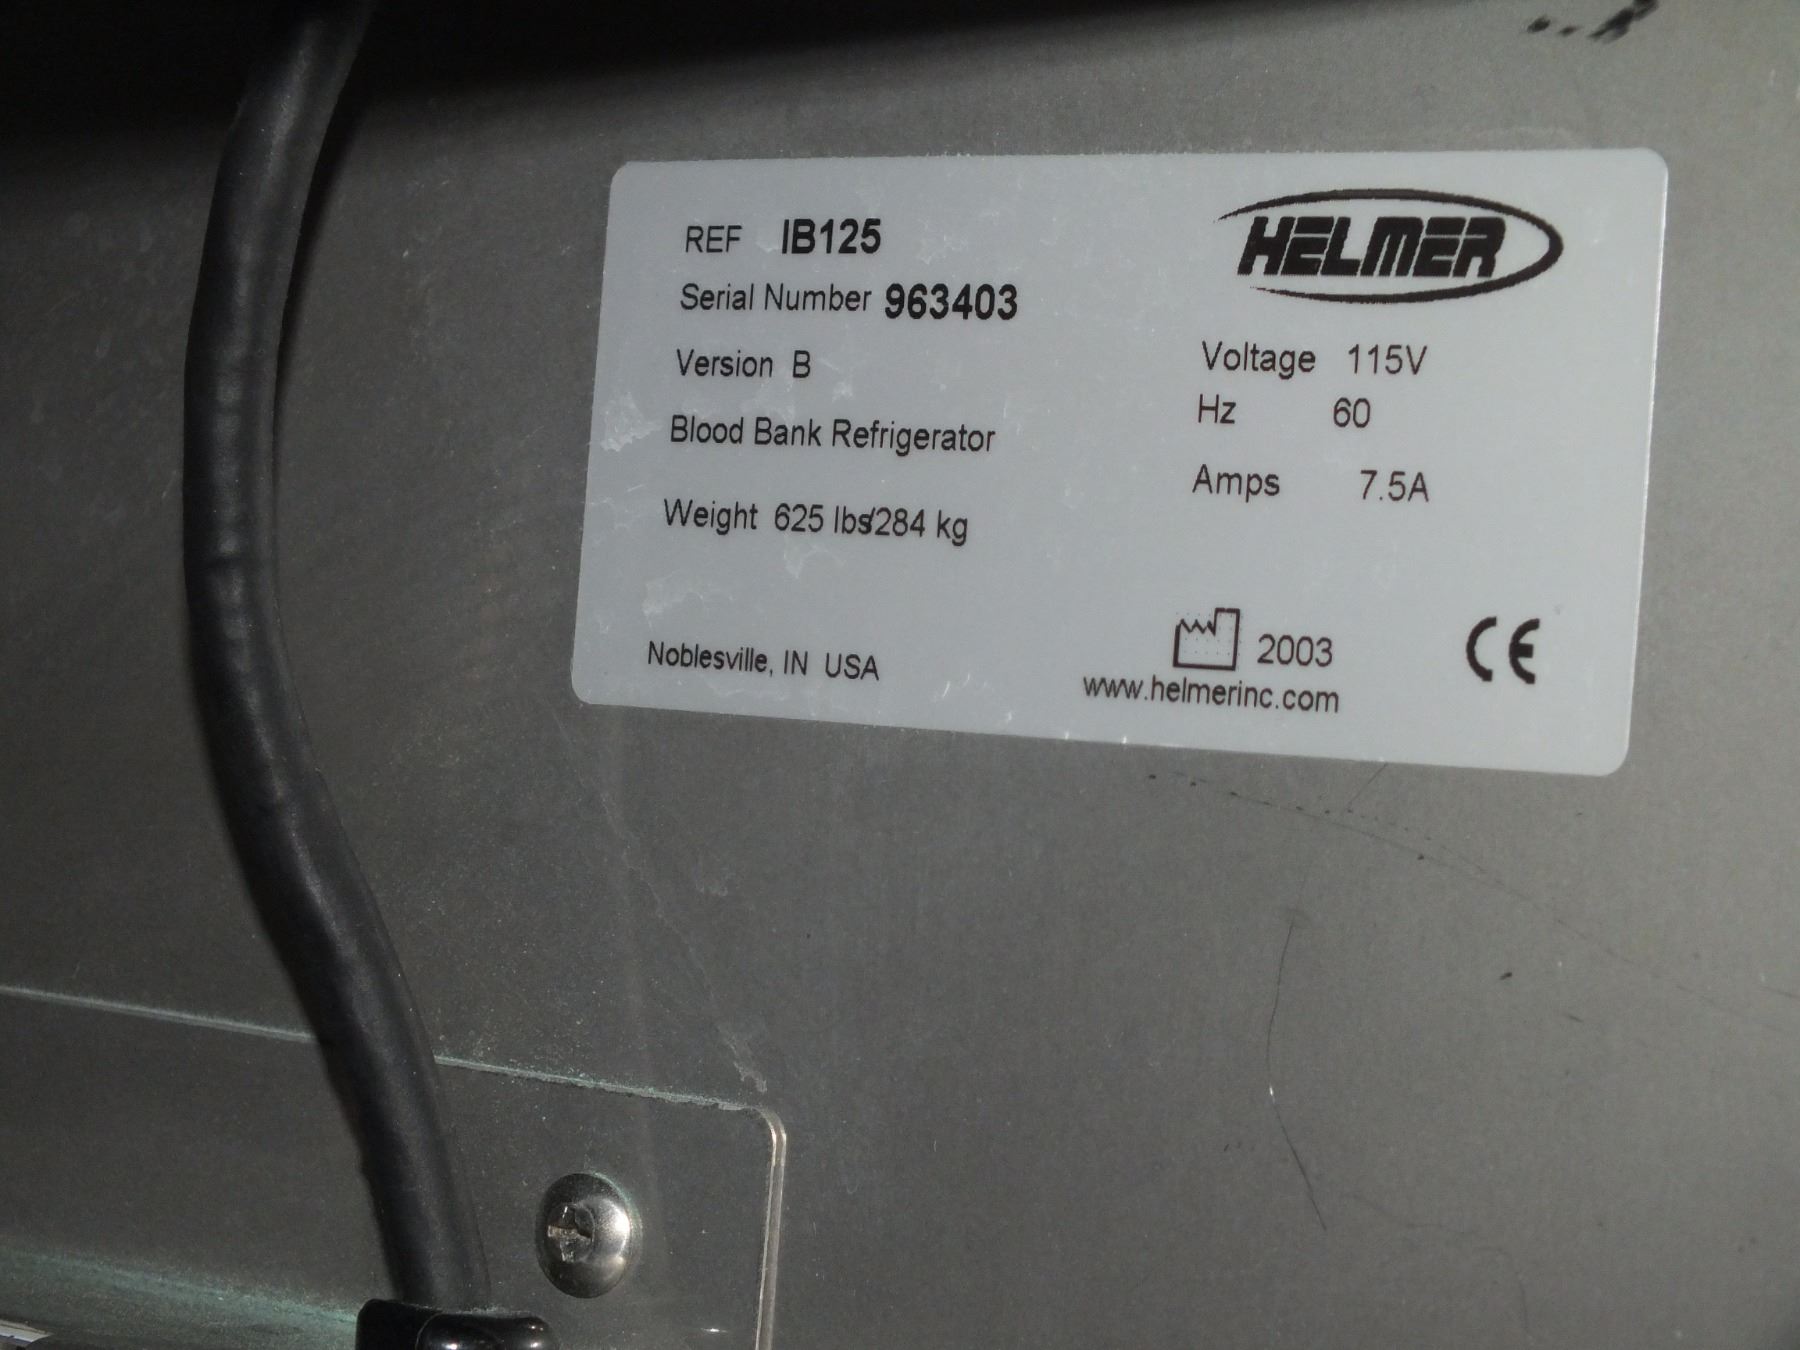 REF IB125
Serial Number 963403
Version B
Blood Bank Refrigerator
Weight 625 lbs/284 kg
Noblesville, IN USA
HELMER
Voltage 115V
Hz 60
Amps 7.5A
2003
www.helmerinc.com
CE